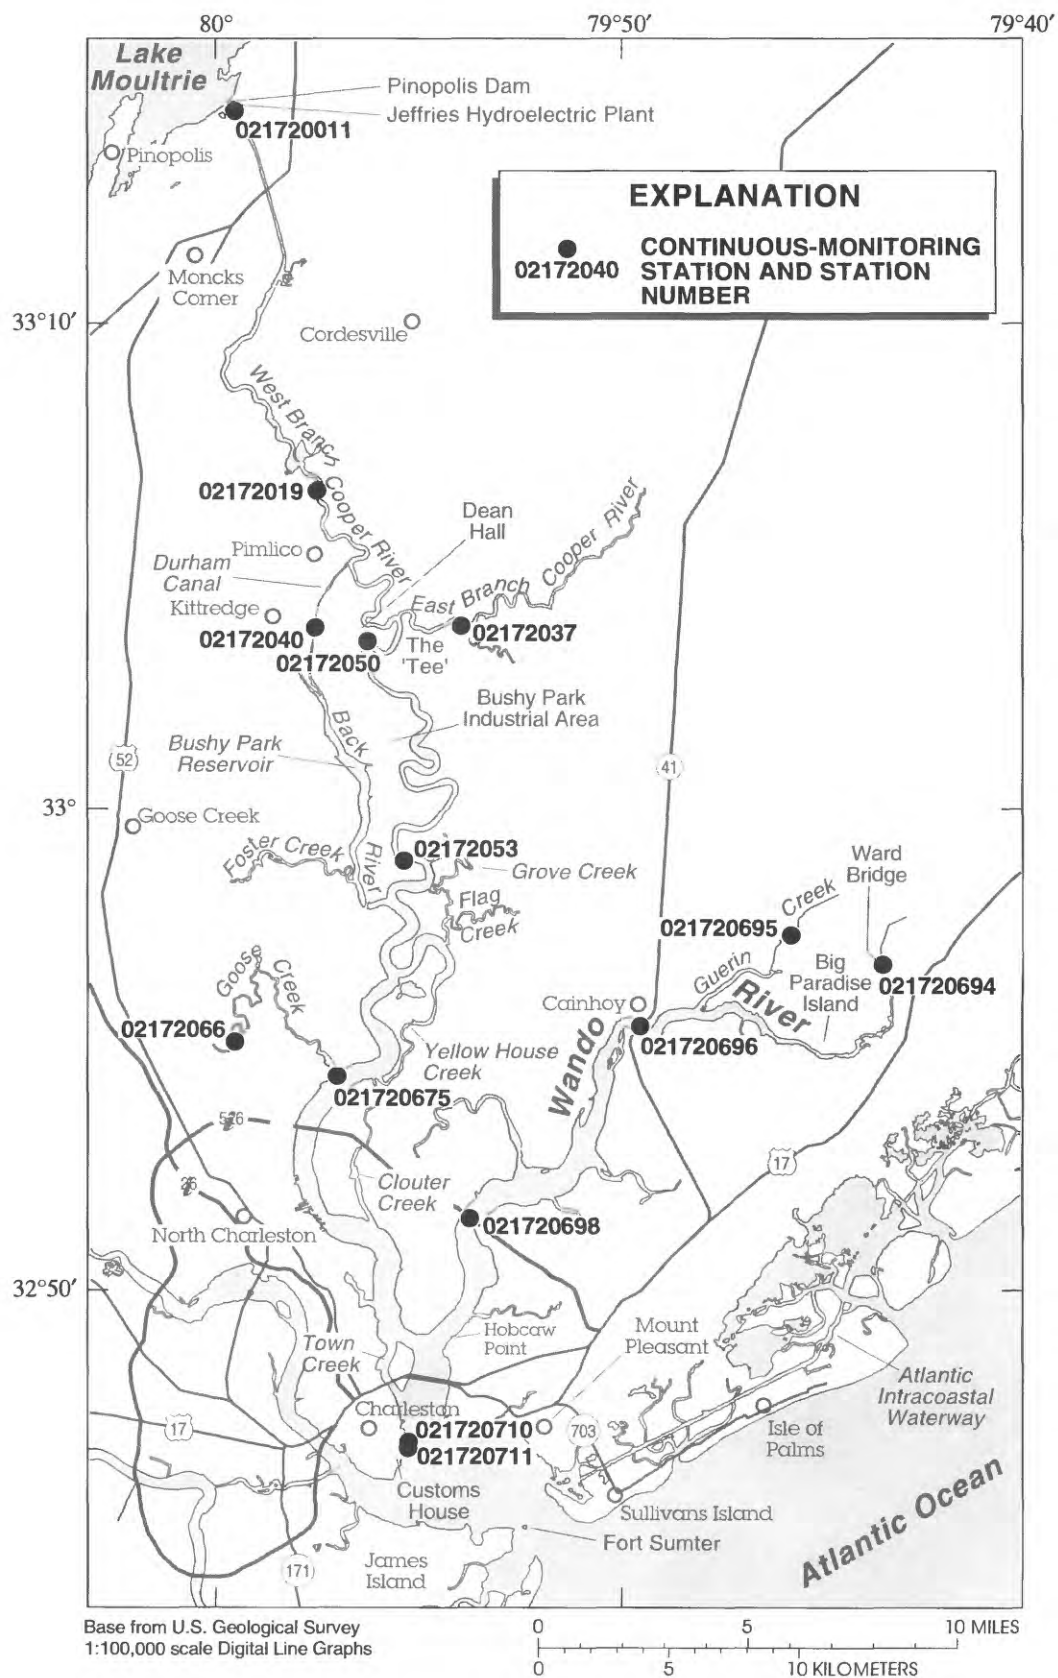 80°
79°50′
79°40′
Lake
Moultrie
Pinopolis Dam
Jeffries Hydroelectric Plant
021720011
Pinopolis
EXPLANATION
02172040
CONTINUOUS-MONITORING
STATION AND STATION
NUMBER
Moncks
Corner
33°10′
Cordesville
West Branch Cooper River
02172019
Dean
Hall
Pimlico
Durham
Canal
East Branch Cooper River
Kittredge
02172040
02172037
02172050
The
'Tee'
Bushy Park
Industrial Area
Back River
Bushy Park
Reservoir
52
41
33°
Goose Creek
Foster Creek
02172053
Grove Creek
Ward
Bridge
Flag
Creek
021720695
Guerin Creek
Big
Paradise
Island
021720694
Goose Creek
Cainhoy
Wando River
02172066
021720696
Yellow House
Creek
021720675
526
17
26
Clouter
Creek
021720698
North Charleston
32°50′
Hobcaw
Point
Mount
Pleasant
Town
Creek
Atlantic
Intracoastal
Waterway
Charleston
17
021720710
021720711
703
Isle of
Palms
Customs
House
Sullivans Island
Fort Sumter
James
Island
171
Atlantic Ocean
Base from U.S. Geological Survey
1:100,000 scale Digital Line Graphs
0 5 10 MILES
0 5 10 KILOMETERS